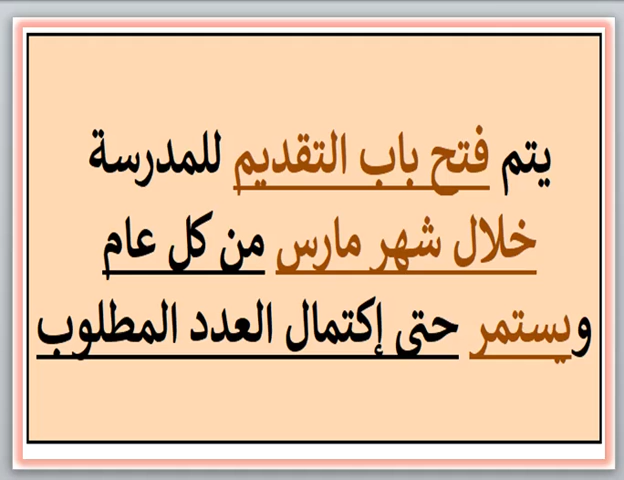 يتم فتح باب التقديم للمدرسة
خلال شهر مارس من كل عام
ويستمر حتى إكتمال العدد المطلوب